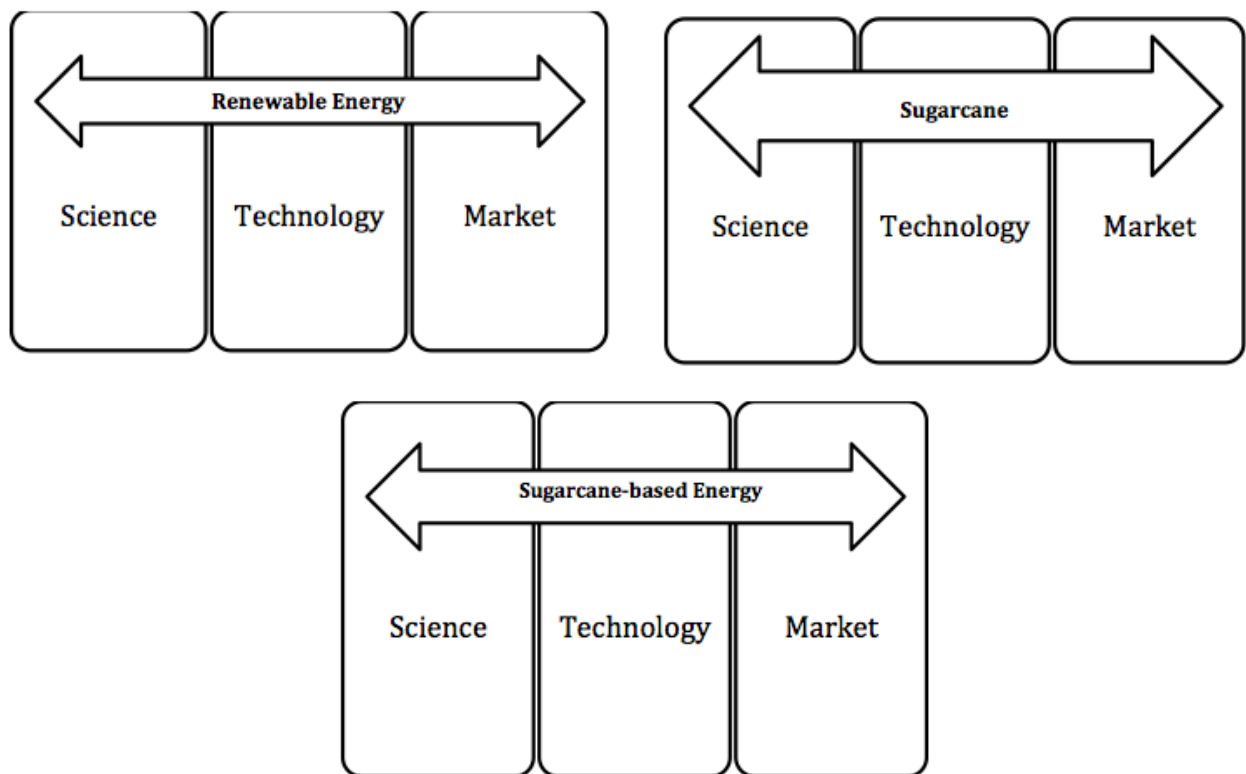 Renewable Energy
Science Technology Market
Sugarcane
Science Technology Market
Sugarcane-based Energy
Science Technology Market